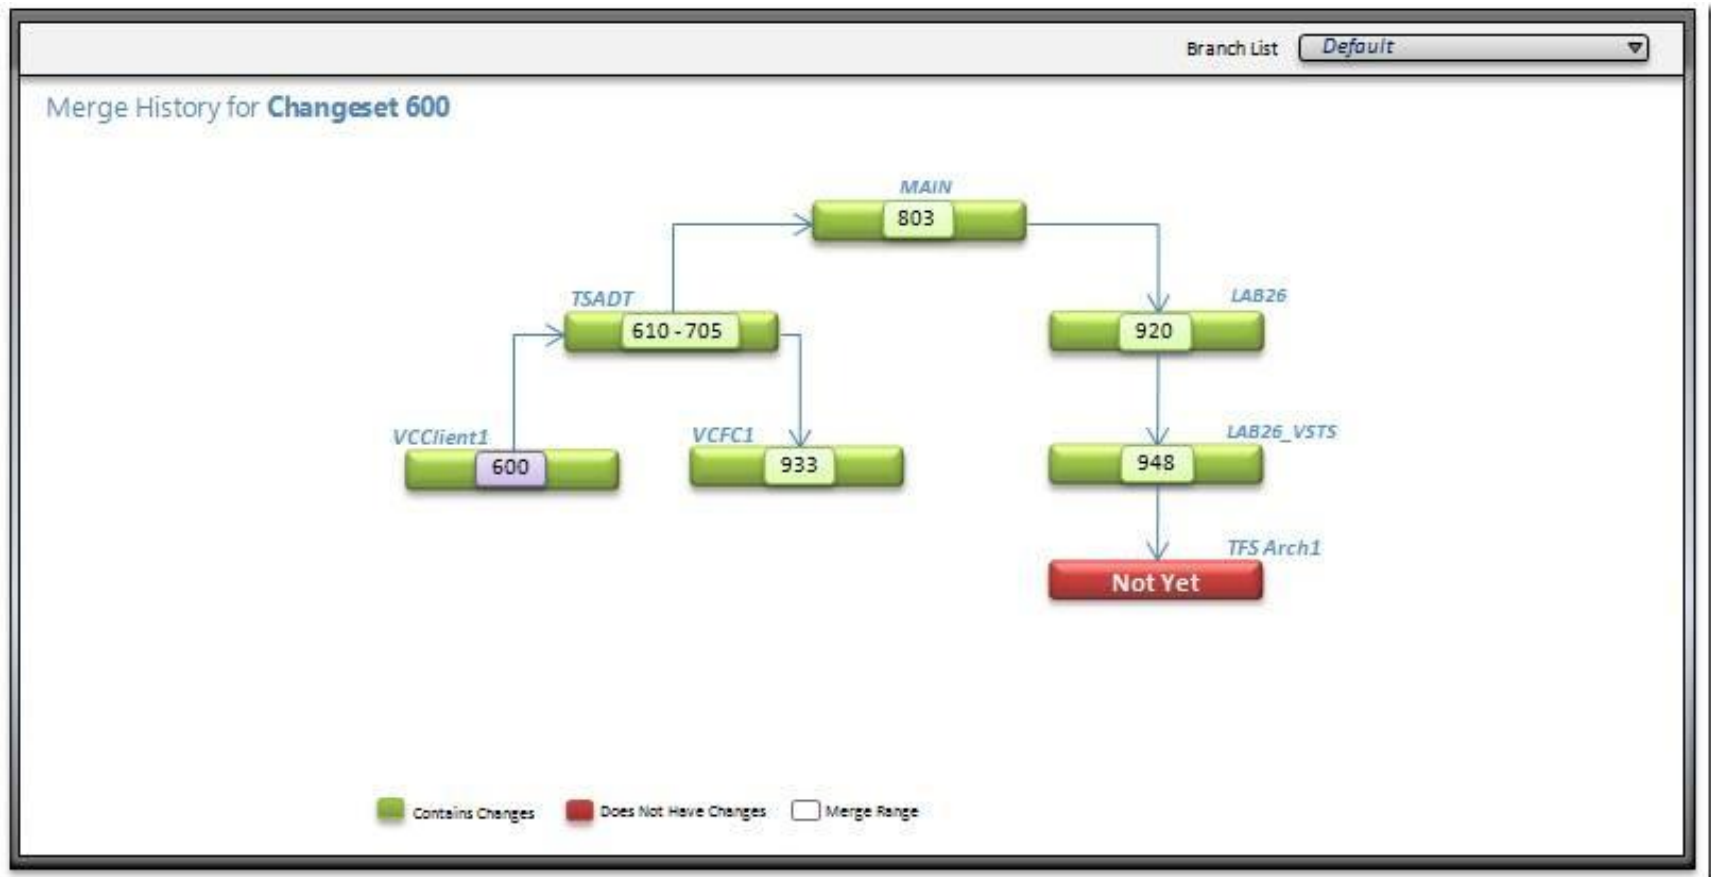 Branch List Default
Merge History for Changeset 600
MAIN
803
TSADT
610 - 705
LAB26
920
VCClient1
600
VCFC1
933
LAB26_VSTS
948
TFS Arch1
Not Yet
Contains Changes Does Not Have Changes Merge Range